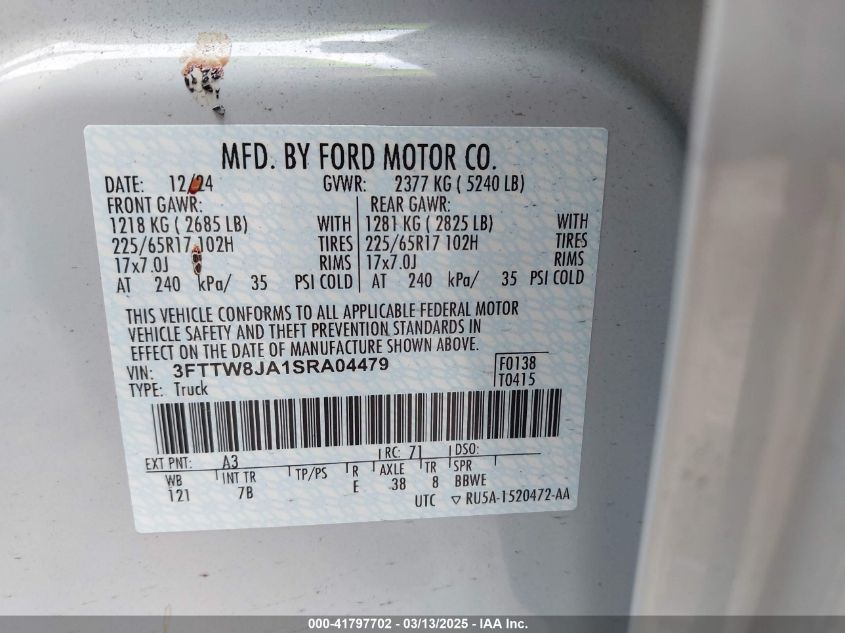 MFD. BY FORD MOTOR CO.
DATE: 12/24 GVWR: 2377 KG ( 5240 LB)
FRONT GAWR: REAR GAWR:
1218 KG ( 2685 LB) WITH 1281 KG ( 2825 LB) WITH
225/65R17 102H TIRES 225/65R17 102H TIRES
17x7.0J RIMS 17x7.0J RIMS
AT 240 kPa/ 35 PSI COLD AT 240 kPa/ 35 PSI COLD
THIS VEHICLE CONFORMS TO ALL APPLICABLE FEDERAL MOTOR
VEHICLE SAFETY AND THEFT PREVENTION STANDARDS IN
EFFECT ON THE DATE OF MANUFACTURE SHOWN ABOVE.
VIN: 3FTTW8JA1SRA04479 F0138
TYPE: Truck T0415
EXT PNT: A3 RC: 71 DSO:
WB INT TR TP/PS R AXLE TR SPR
121 7B E 38 8 BBWE
UTC ▽ RU5A-1520472-AA
000-41797702 / 03/13/2025 - IAA Inc.